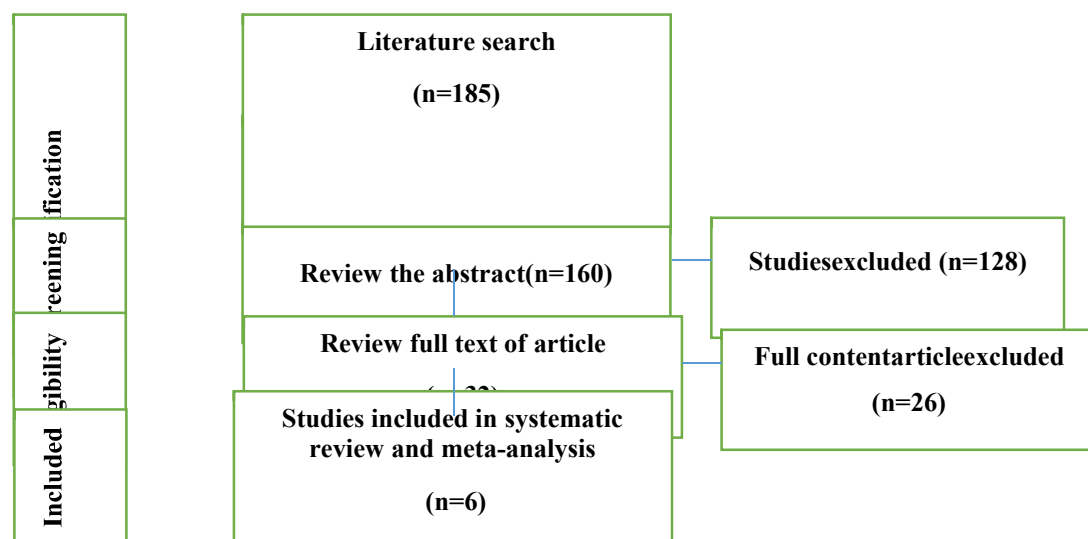 Literature search
(n=185)
ification
reening
Review the abstract(n=160)
Studiesexcluded (n=128)
gibility
Review full text of article
Full contentarticleexcluded
(n=26)
Included
Studies included in systematic
review and meta-analysis
(n=6)